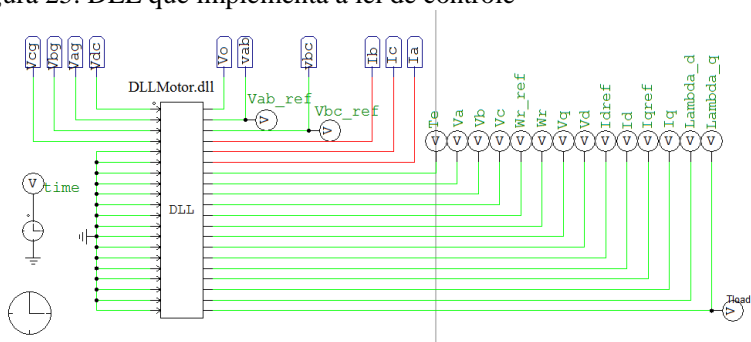 gura 25: DLL que implementa a lei de controle
Vcg
Vbg
Vag
Vdc
Vo
vab
vbc
Ib
Ic
Ia
DLLMotor.dll
Vab_ref
Vbc_ref
V
V
Te
Va
Vb
Vc
Wr_ref
Wr
Vq
Vd
Idref
Id
Iqref
Iq
Lambda_d
Lambda_q
V V V V V V V V V V V V V V
V
time
DLL
Tload
V